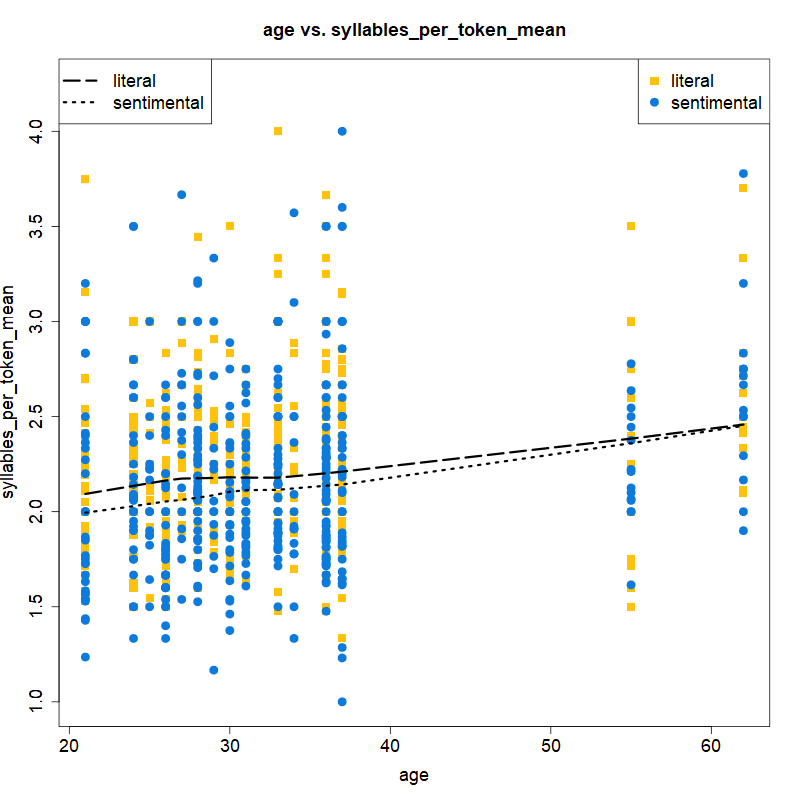 age vs. syllables_per_token_mean
literal
sentimental
literal
sentimental
syllables_per_token_mean
4.0
3.5
3.0
2.5
2.0
1.5
1.0
20 30 40 50 60
age